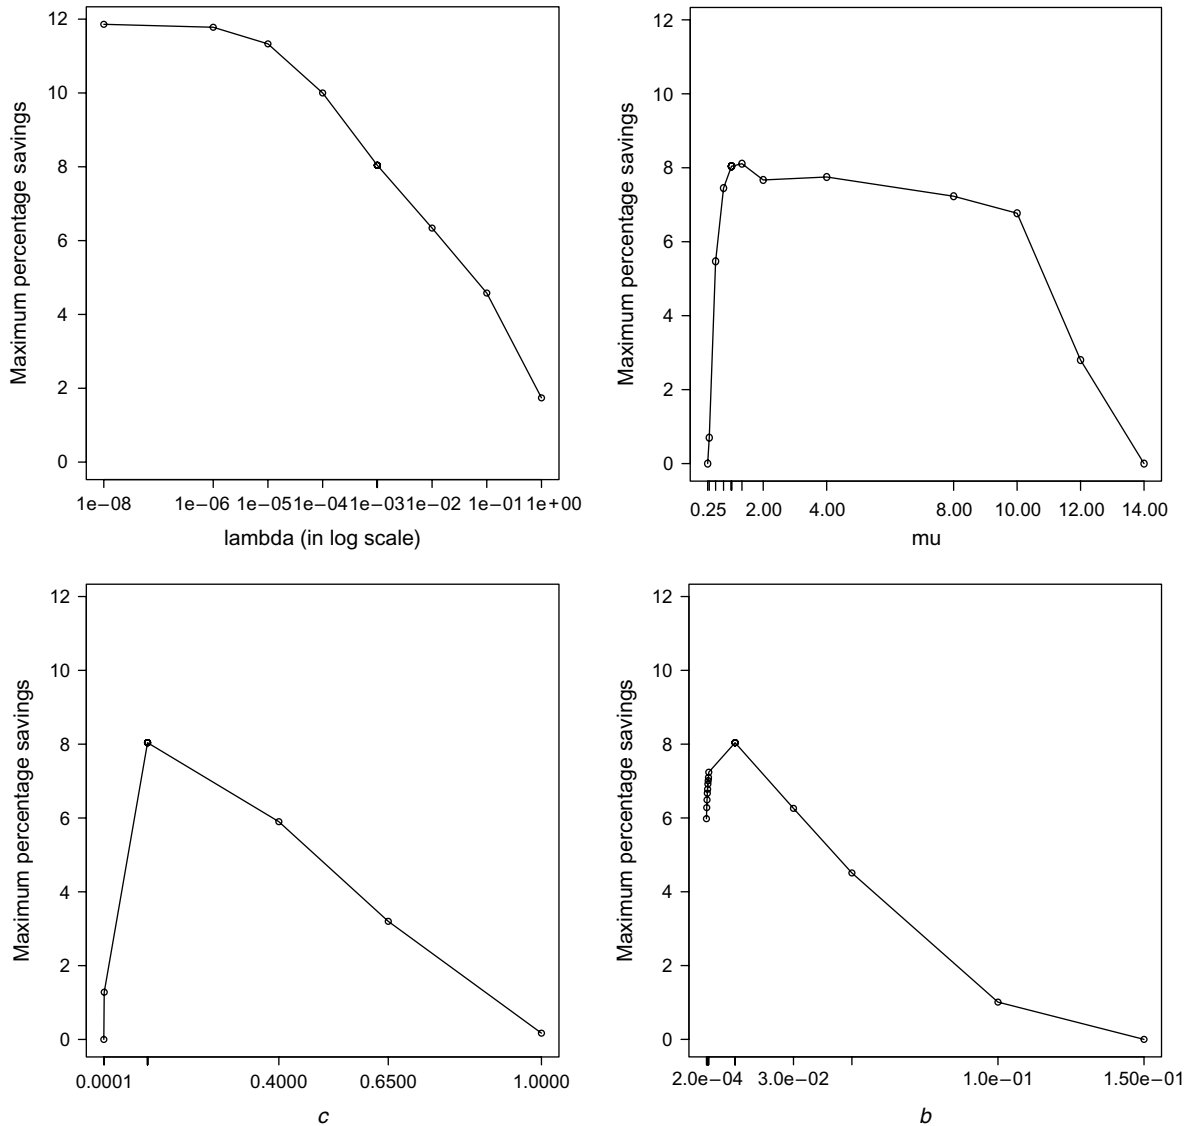 12
10
8
6
4
2
0
Maximum percentage savings
1e−08 1e−06 1e−05 1e−04 1e−03 1e−02 1e−01 1e+00
lambda (in log scale)
12
10
8
6
4
2
0
Maximum percentage savings
0.25 2.00 4.00 8.00 10.00 12.00 14.00
mu
12
10
8
6
4
2
0
Maximum percentage savings
0.0001 0.4000 0.6500 1.0000
c
12
10
8
6
4
2
0
Maximum percentage savings
2.0e−04 3.0e−02 1.0e−01 1.50e−01
b